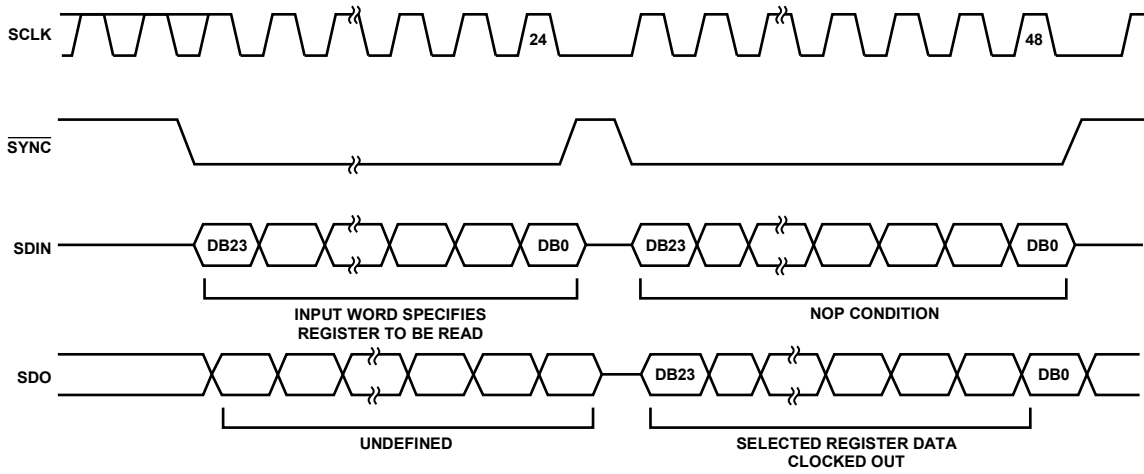 SCLK
24
48
SYNC
SDIN
DB23
DB0
DB23
DB0
INPUT WORD SPECIFIES
REGISTER TO BE READ
NOP CONDITION
SDO
DB23
DB0
UNDEFINED
SELECTED REGISTER DATA
CLOCKED OUT